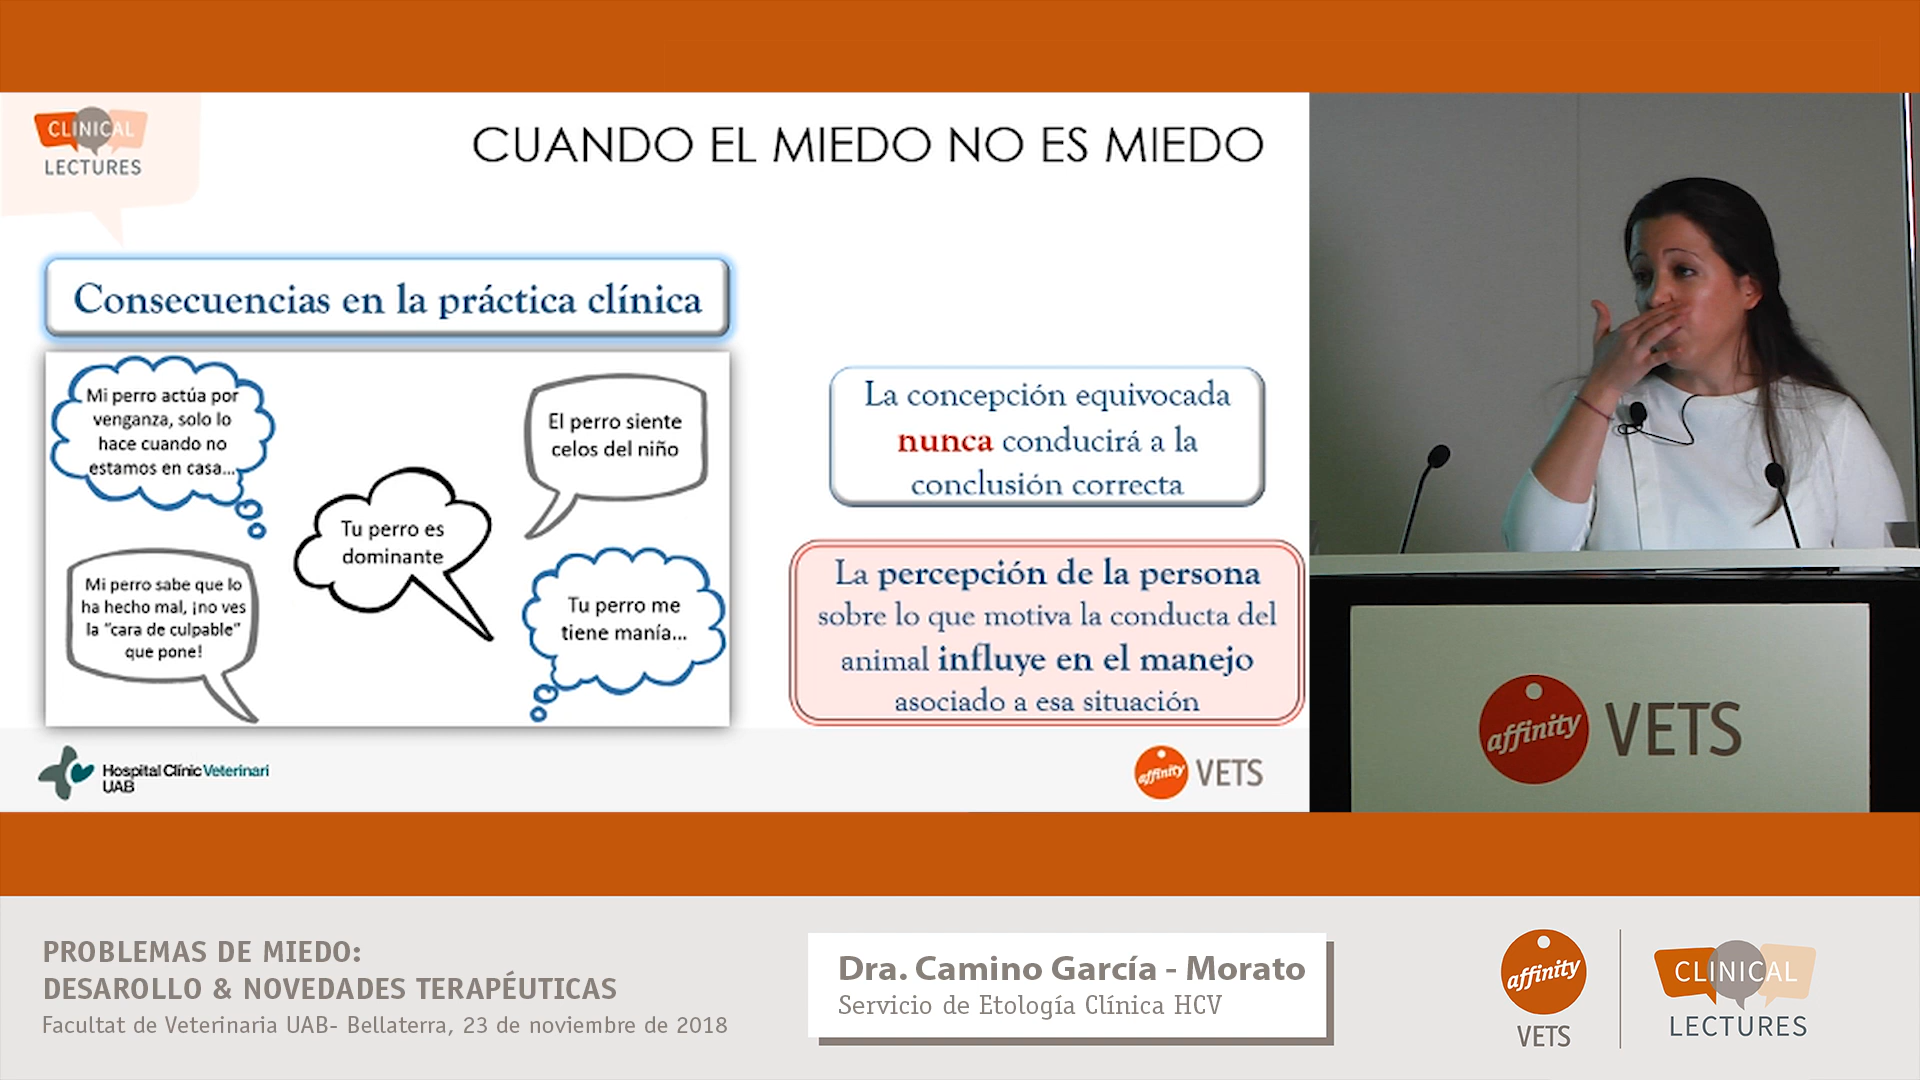 CLINICAL
LECTURES
CUANDO EL MIEDO NO ES MIEDO
Consecuencias en la práctica clínica
Mi perro actúa por
venganza, solo lo
hace cuando no
estamos en casa...
El perro siente
celos del niño
Tu perro es
dominante
Mi perro sabe que lo
ha hecho mal, ¡no ves
la "cara de culpable"
que pone!
Tu perro me
tiene manía...
La concepción equivocada
nunca conducirá a la
conclusión correcta
La percepción de la persona
sobre lo que motiva la conducta del
animal influye en el manejo
asociado a esa situación
Hospital Clínic Veterinari
UAB
affinity VETS
affinity VETS
PROBLEMAS DE MIEDO:
DESAROLLO & NOVEDADES TERAPÉUTICAS
Facultat de Veterinaria UAB- Bellaterra, 23 de noviembre de 2018
Dra. Camino García - Morato
Servicio de Etología Clínica HCV
affinity
VETS
CLINICAL
LECTURES